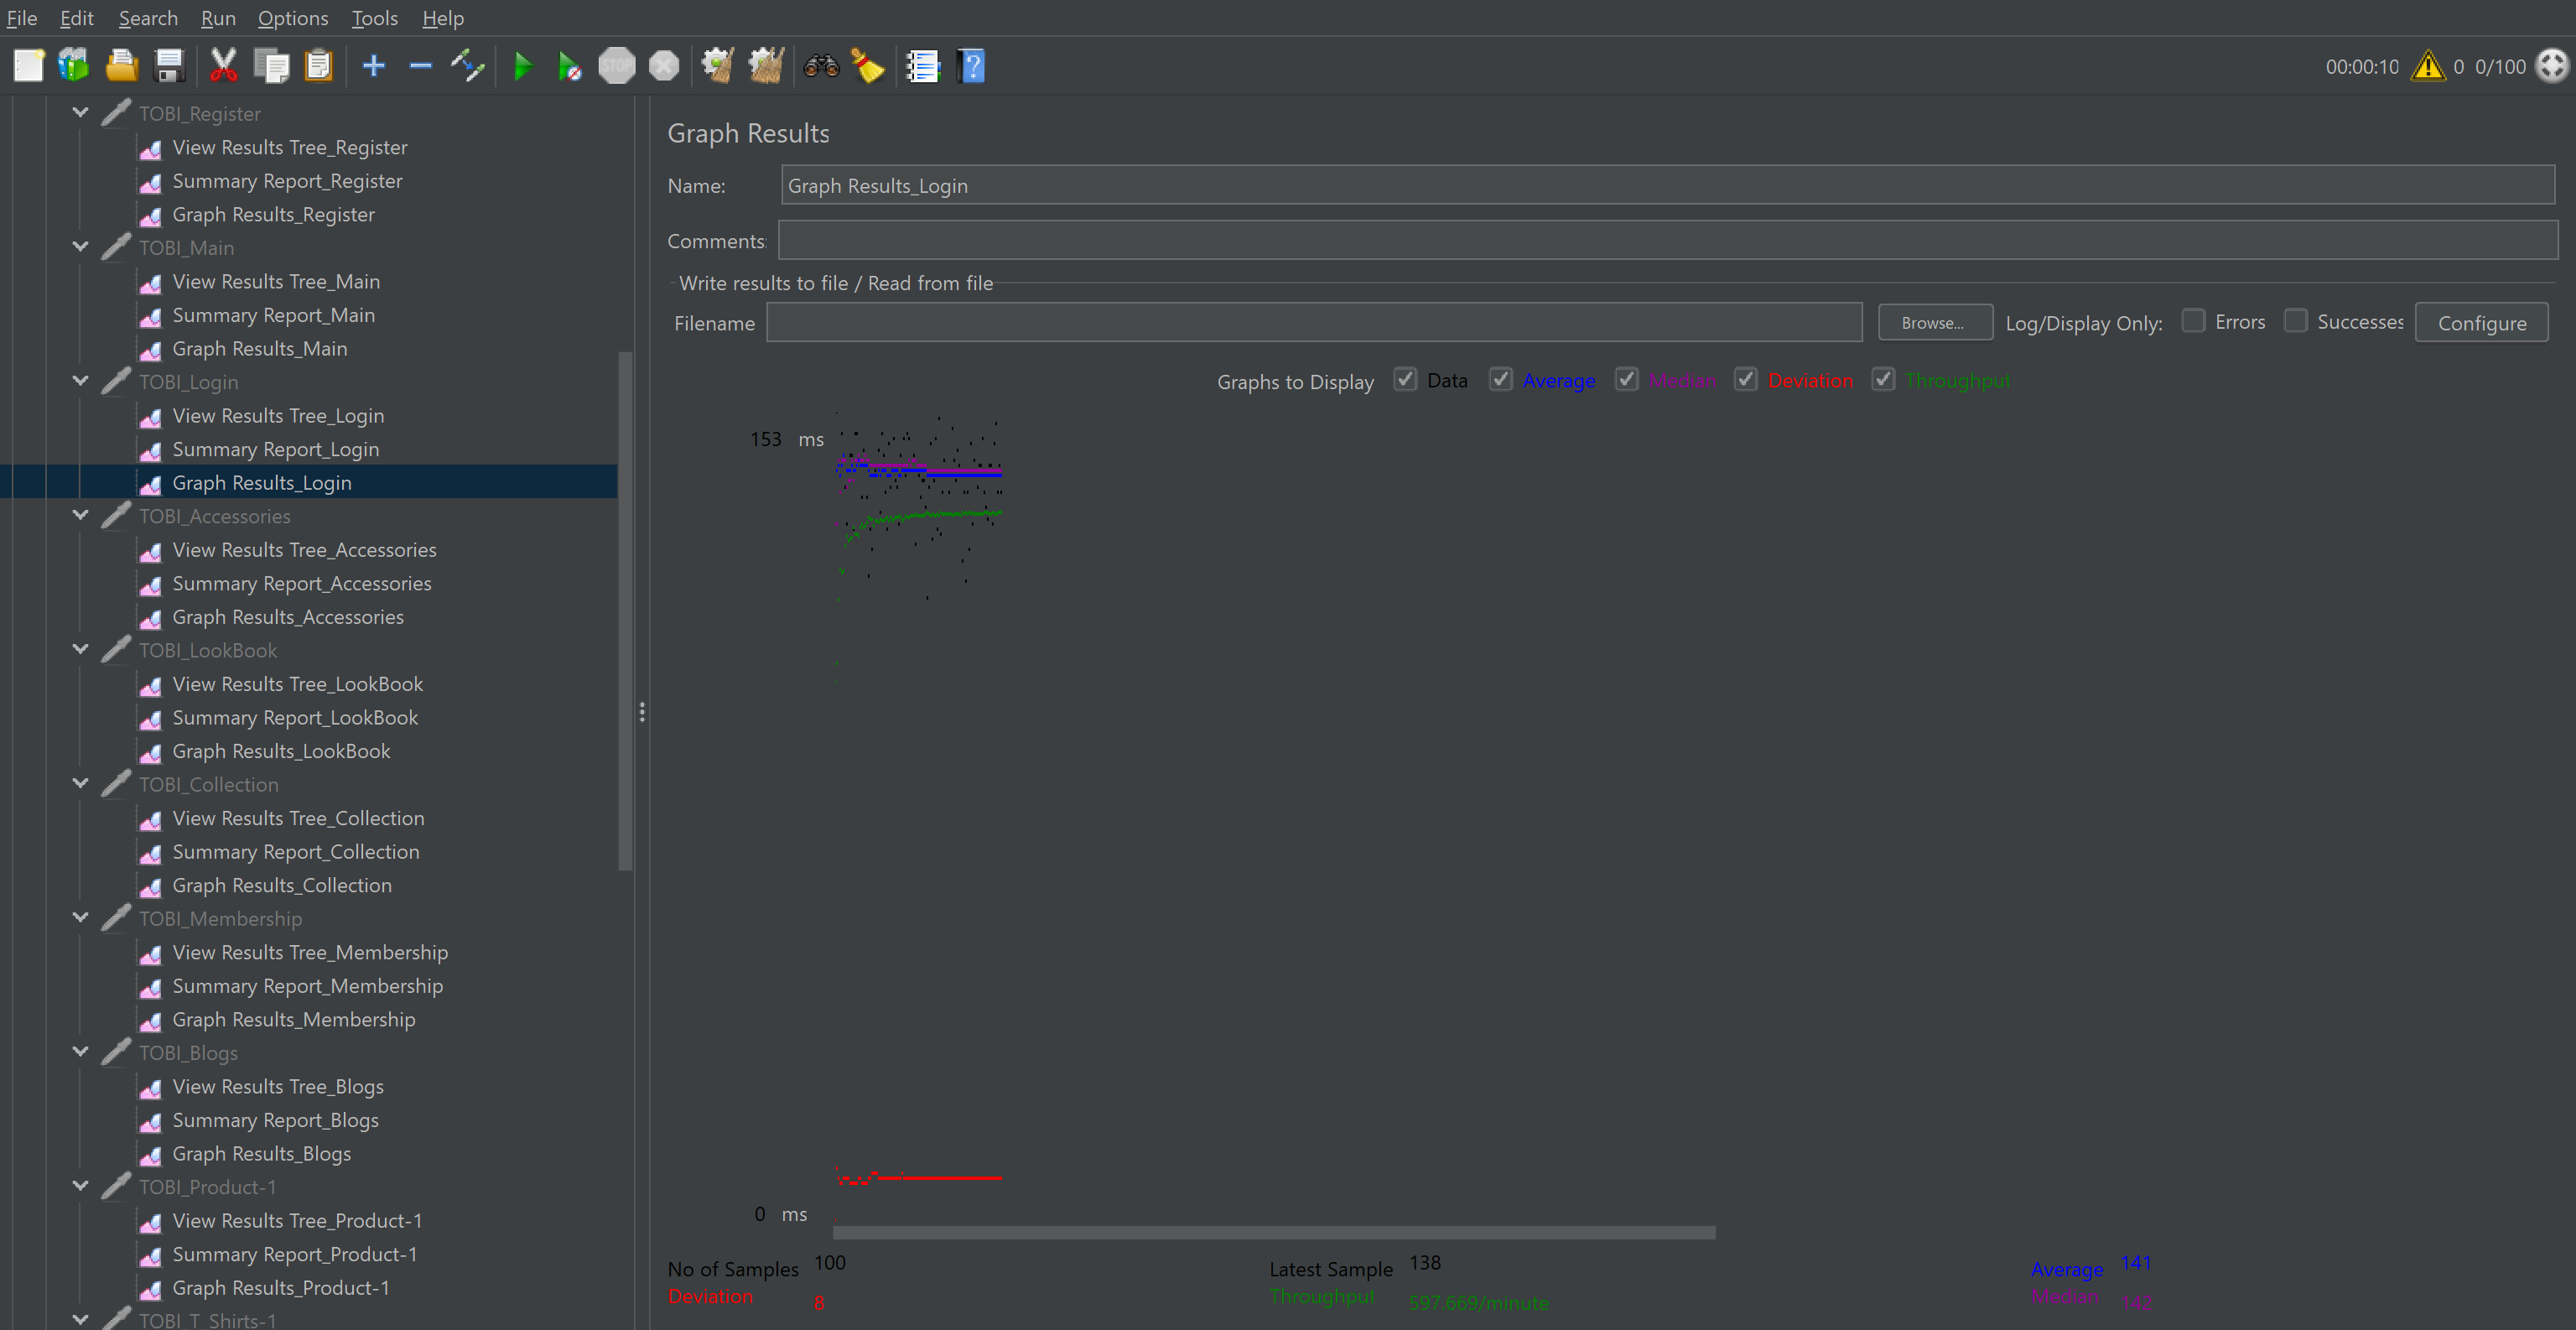 File Edit Search Run Options Tools Help
STOP
00:00:10 0 0/100
TOBI_Register
View Results Tree_Register
Summary Report_Register
Graph Results_Register
TOBI_Main
View Results Tree_Main
Summary Report_Main
Graph Results_Main
TOBI_Login
View Results Tree_Login
Summary Report_Login
Graph Results_Login
TOBI_Accessories
View Results Tree_Accessories
Summary Report_Accessories
Graph Results_Accessories
TOBI_LookBook
View Results Tree_LookBook
Summary Report_LookBook
Graph Results_LookBook
TOBI_Collection
View Results Tree_Collection
Summary Report_Collection
Graph Results_Collection
TOBI_Membership
View Results Tree_Membership
Summary Report_Membership
Graph Results_Membership
TOBI_Blogs
View Results Tree_Blogs
Summary Report_Blogs
Graph Results_Blogs
TOBI_Product-1
View Results Tree_Product-1
Summary Report_Product-1
Graph Results_Product-1
TOBI_T_Shirts-1
Graph Results
Name: Graph Results_Login
Comments:
Write results to file / Read from file
Filename Browse... Log/Display Only: Errors Successes Configure
Graphs to Display Data Average Median Deviation Throughput
153 ms
0 ms
No of Samples 100 Latest Sample 138 Average 141
Deviation 8 Throughput 597.669/minute Median 142